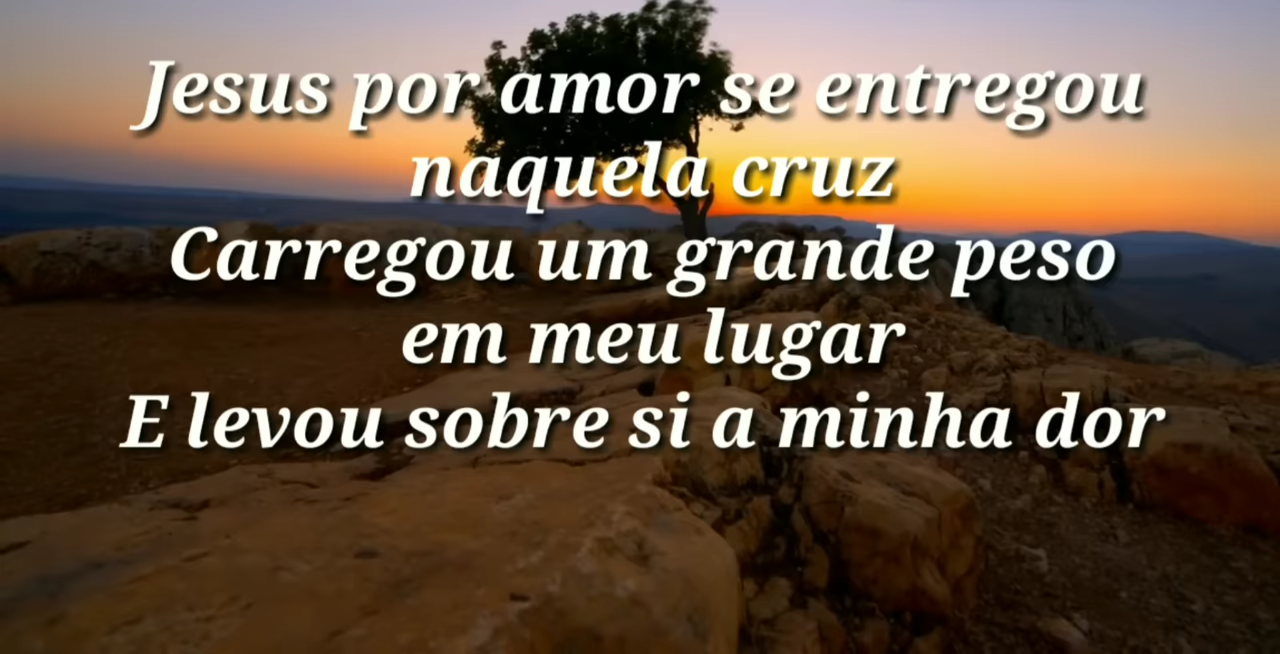 Jesus por amor se entregou
naquela cruz
Carregou um grande peso
em meu lugar
E levou sobre si a minha dor